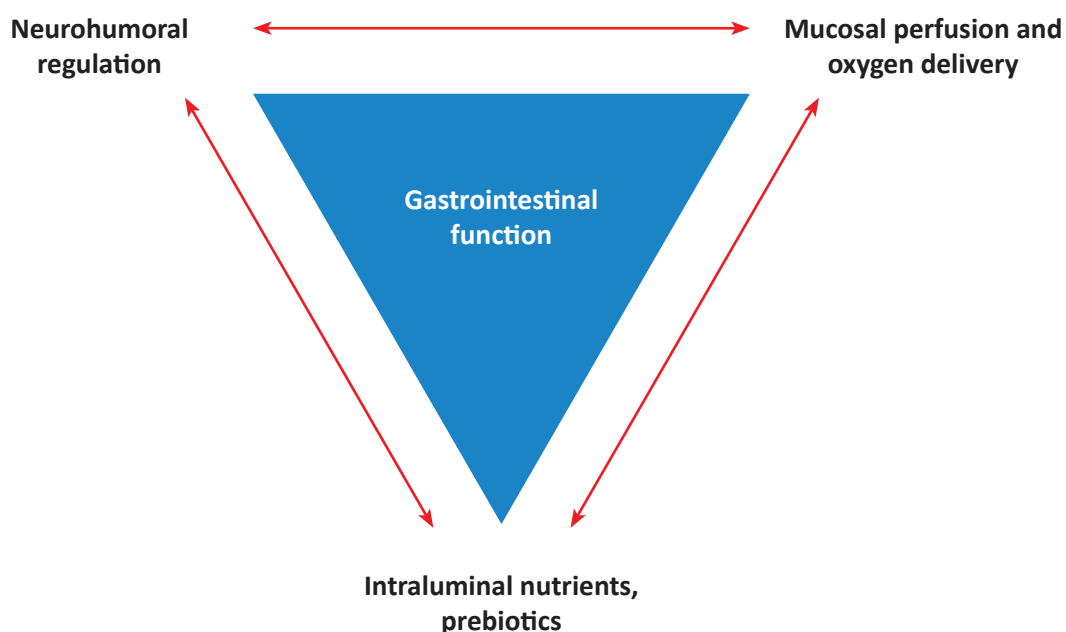 Neurohumoral
regulation
Mucosal perfusion and
oxygen delivery
Gastrointestinal
function
Intraluminal nutrients,
prebiotics